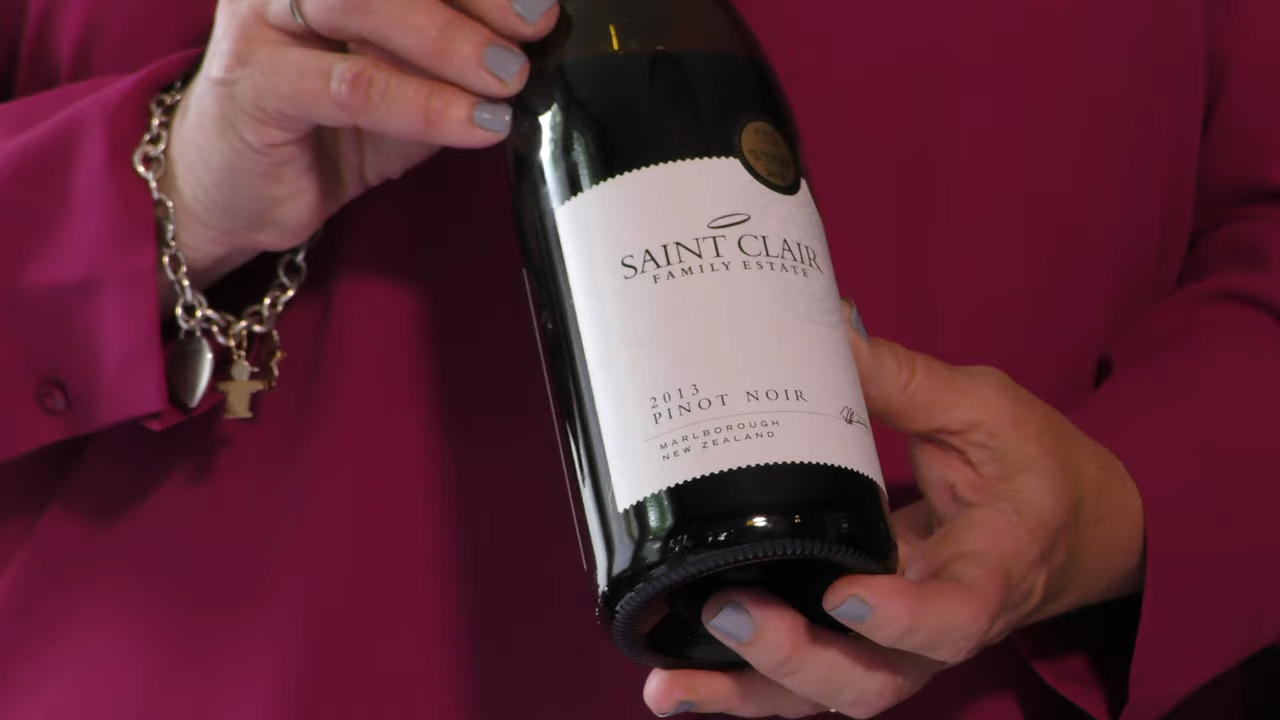 SAINT CLAIR
FAMILY ESTATE
2013
PINOT NOIR
MARLBOROUGH
NEW ZEALAND